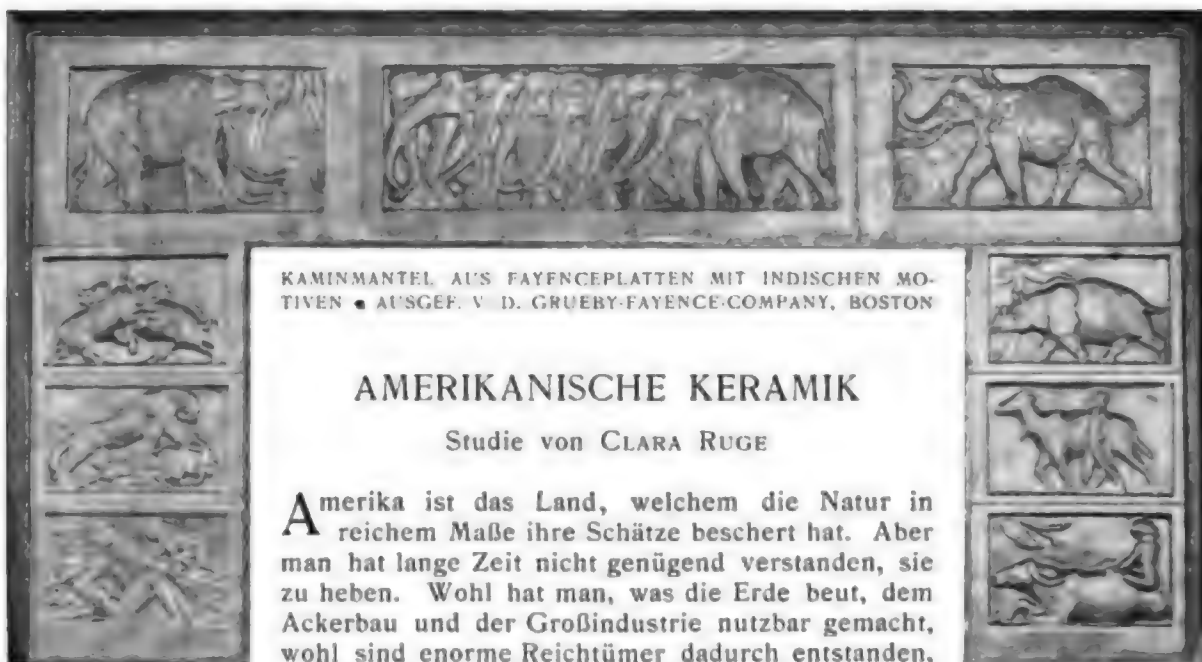 KAMINMANTEL AUS FAYENCEPLATTEN MIT INDISCHEN MO-
TIVEN ▪ AUSGEF. V. D. GRUEBY-FAYENCE-COMPANY, BOSTON
AMERIKANISCHE KERAMIK
Studie von CLARA RUGE
Amerika ist das Land, welchem die Natur in
reichem Maße ihre Schätze beschert hat. Aber
man hat lange Zeit nicht genügend verstanden, sie
zu heben. Wohl hat man, was die Erde beut, dem
Ackerbau und der Großindustrie nutzbar gemacht,
wohl sind enorme Reichtümer dadurch entstanden,